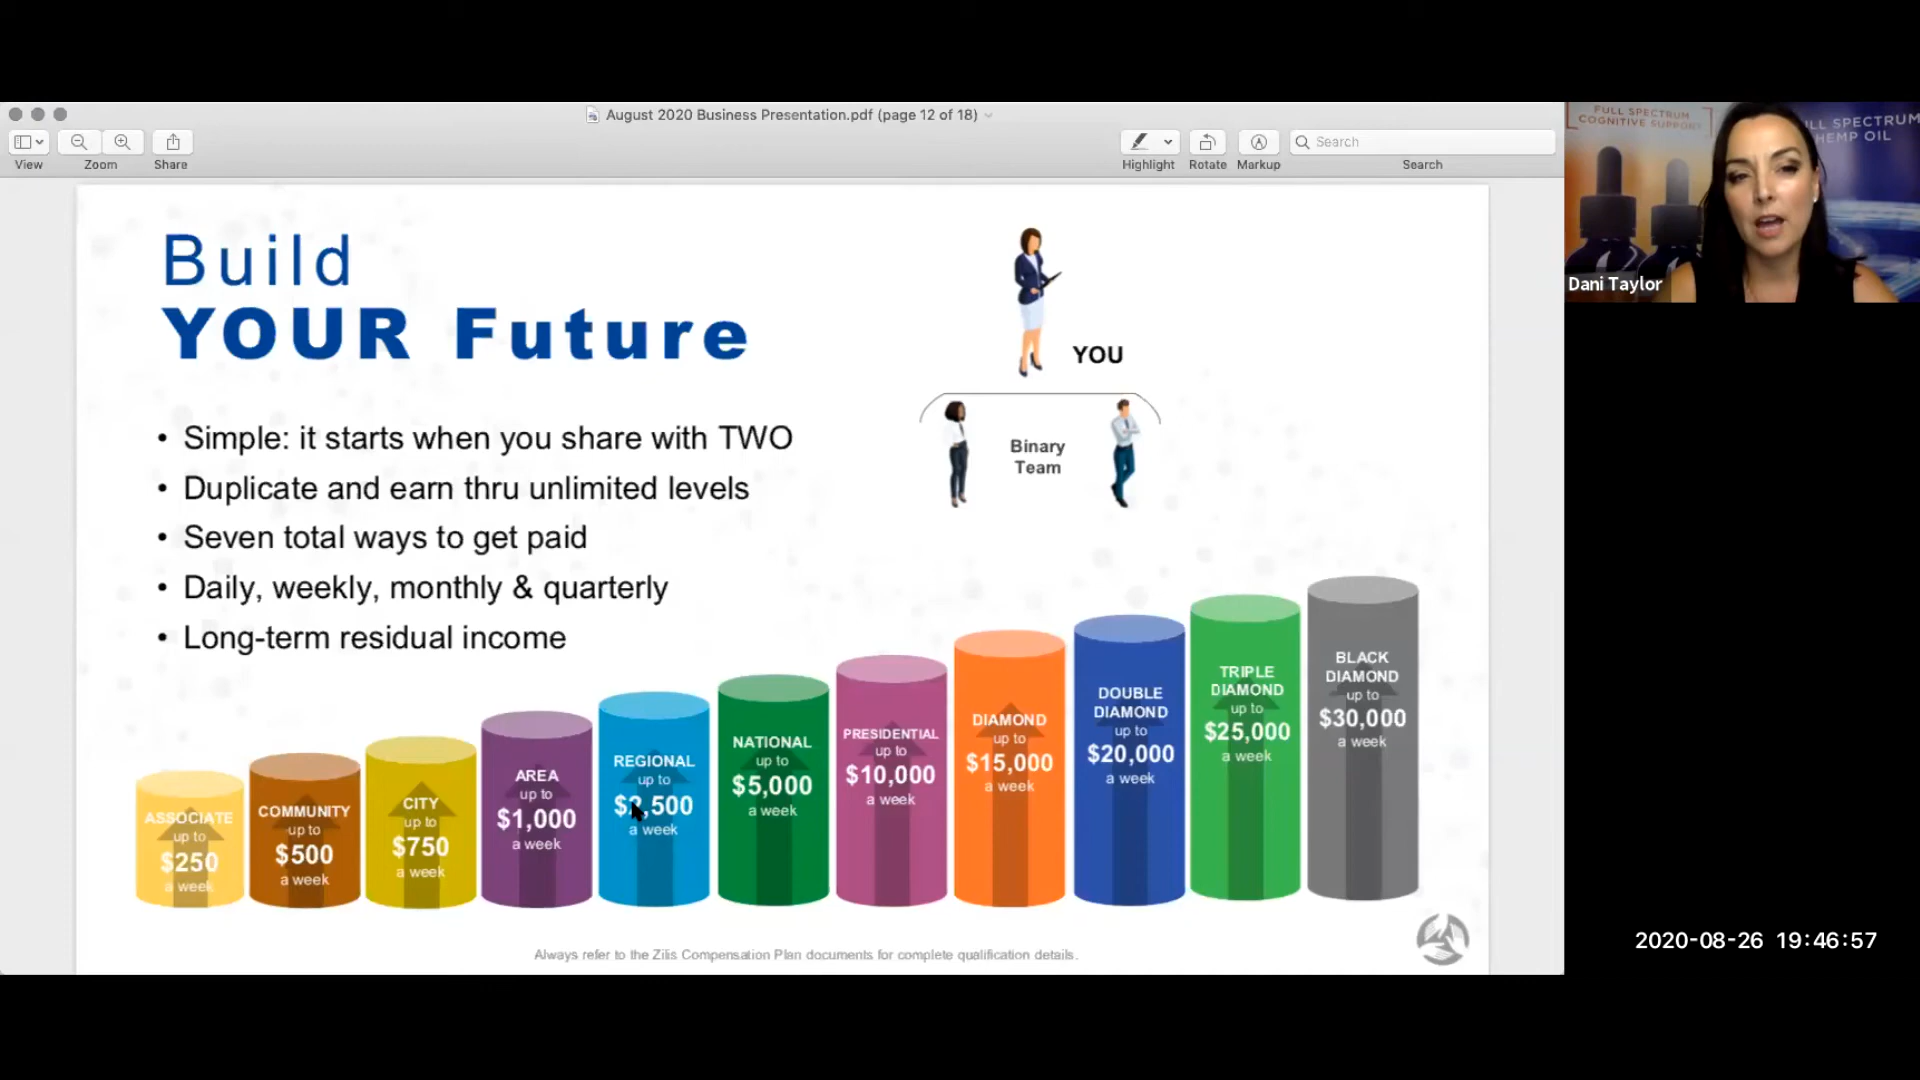 August 2020 Business Presentation.pdf (page 12 of 18)
View
Zoom
Share
Highlight
Rotate
Markup
Search
Search
Build
YOUR Future
• Simple: it starts when you share with TWO
• Duplicate and earn thru unlimited levels
• Seven total ways to get paid
• Daily, weekly, monthly & quarterly
• Long-term residual income
YOU
Binary
Team
ASSOCIATE
up to
$250
a week
COMMUNITY
up to
$500
a week
CITY
up to
$750
a week
AREA
up to
$1,000
a week
REGIONAL
up to
$2,500
a week
NATIONAL
up to
$5,000
a week
PRESIDENTIAL
up to
$10,000
a week
DIAMOND
up to
$15,000
a week
DOUBLE
DIAMOND
up to
$20,000
a week
TRIPLE
DIAMOND
up to
$25,000
a week
BLACK
DIAMOND
up to
$30,000
a week
Always refer to the Zilis Compensation Plan documents for complete qualification details.
FULL SPECTRUM
COGNITIVE SUPPORT
SPECTRUM
HEMP OIL
Dani Taylor
2020-08-26 19:46:57